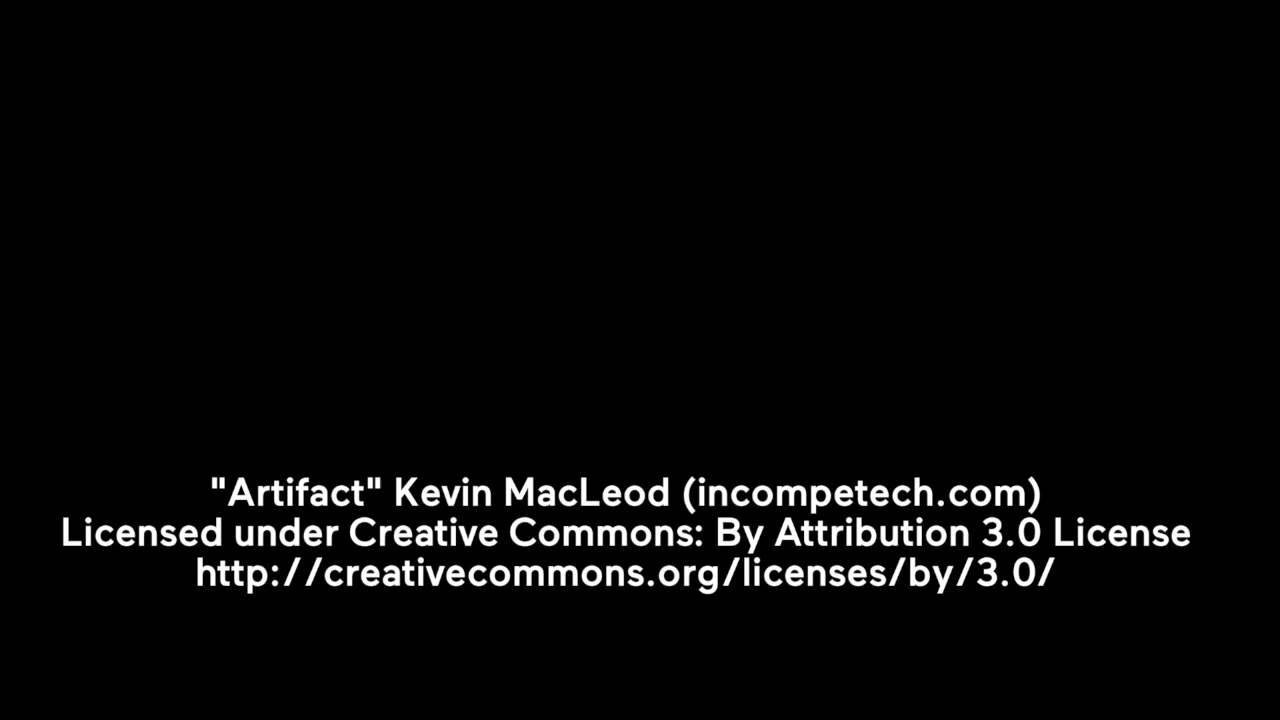 "Artifact" Kevin MacLeod (incompetech.com)
Licensed under Creative Commons: By Attribution 3.0 License
http://creativecommons.org/licenses/by/3.0/